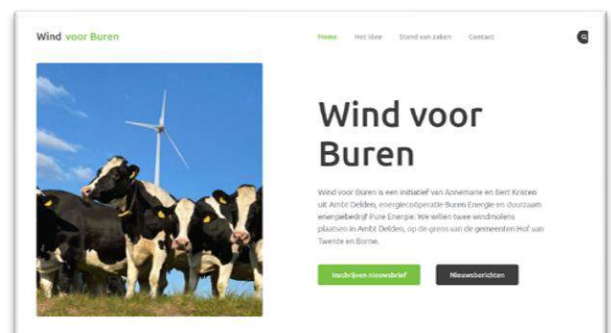 Wind voor Buren
Home Het idee Stand van zaken Contact
Wind voor
Buren
Wind voor Buren is een initiatief van Annemarie en Bert Kristen
uit Ambt Delden, energiecoöperatie Buren Energie en duurzaam
energiebedrijf Pure Energie. We willen twee windmolens
plaatsen in Ambt Delden, op de grens van de gemeenten Hof van
Twente en Borne.
Inschrijven nieuwsbrief Nieuwsberichten